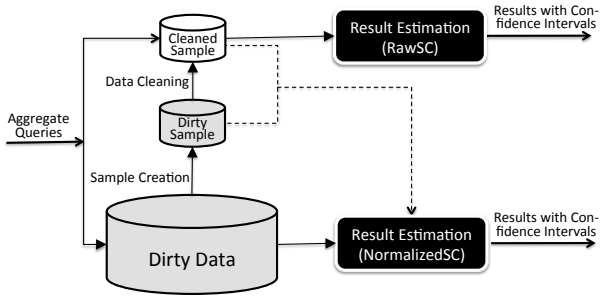 Cleaned
Sample
Result Estimation
(RawSC)
Results with Con-
fidence Intervals
Data Cleaning
Aggregate
Queries
Dirty
Sample
Sample Creation
Dirty Data
Result Estimation
(NormalizedSC)
Results with Con-
fidence Intervals